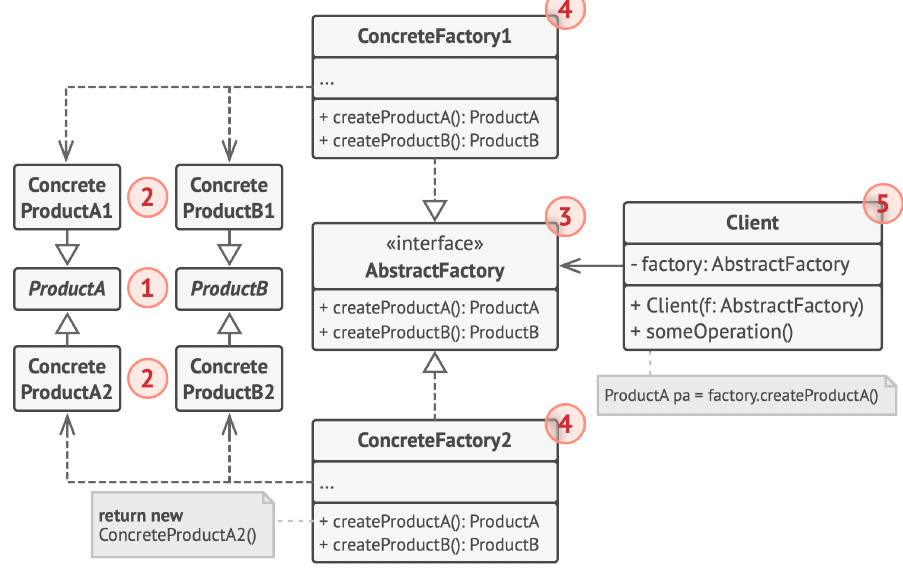 4
ConcreteFactory1
...
+ createProductA(): ProductA
+ createProductB(): ProductB
Concrete
ProductA1
2
Concrete
ProductB1
3
«interface»
AbstractFactory
+ createProductA(): ProductA
+ createProductB(): ProductB
5
Client
- factory: AbstractFactory
+ Client(f: AbstractFactory)
+ someOperation()
ProductA
1
ProductB
Concrete
ProductA2
2
Concrete
ProductB2
ProductA pa = factory.createProductA()
4
ConcreteFactory2
...
+ createProductA(): ProductA
+ createProductB(): ProductB
return new
ConcreteProductA2()